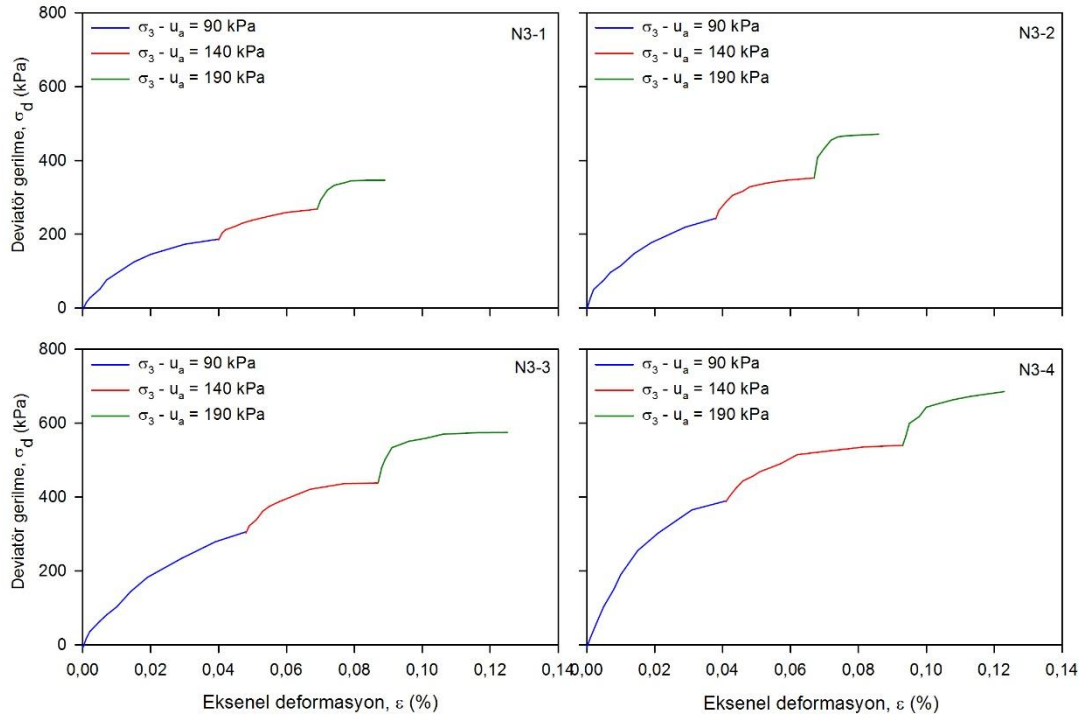 800
σ3 - ua = 90 kPa
σ3 - ua = 140 kPa
σ3 - ua = 190 kPa
N3-1
600
400
200
0
Deviatör gerilme, σd (kPa)
σ3 - ua = 90 kPa
σ3 - ua = 140 kPa
σ3 - ua = 190 kPa
N3-2
800
σ3 - ua = 90 kPa
σ3 - ua = 140 kPa
σ3 - ua = 190 kPa
N3-3
600
400
200
0
Deviatör gerilme, σd (kPa)
0,00 0,02 0,04 0,06 0,08 0,10 0,12 0,14
Eksenel deformasyon, ε (%)
σ3 - ua = 90 kPa
σ3 - ua = 140 kPa
σ3 - ua = 190 kPa
N3-4
0,00 0,02 0,04 0,06 0,08 0,10 0,12 0,14
Eksenel deformasyon, ε (%)